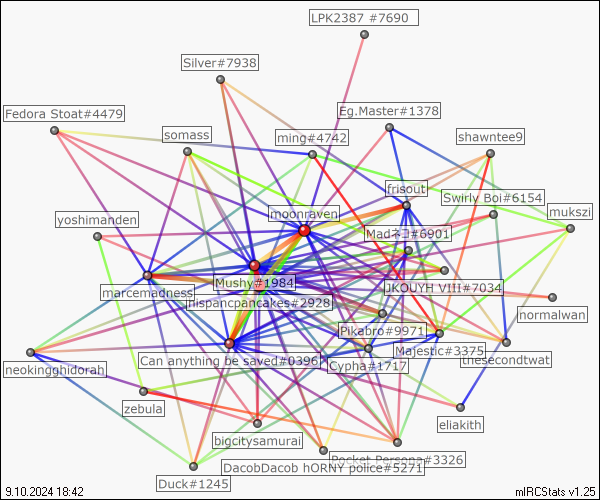 LPK2387 #7690
Silver#7938
Fedora Stoat#4479
Eg.Master#1378
somass
ming#4742
shawntee9
frisout
Swirly Boi#6154
moonraven
yoshimanden
Mad#6901
mukszi
Mushy#1984
marcemadness
JKOUYH VIII#7034
mispancpancakes#2928
normalwan
Pikabro#9971
Majestic#3375
Can anything be saved#0396
thesecondtwat
neokingghidorah
Cypha#1717
zebula
eliakith
bigcitysamurai
Pocket Persona#3326
DacobDacob hORNY police#5271
Duck#1245
9.10.2024 18:42
mIRCStats v1.25